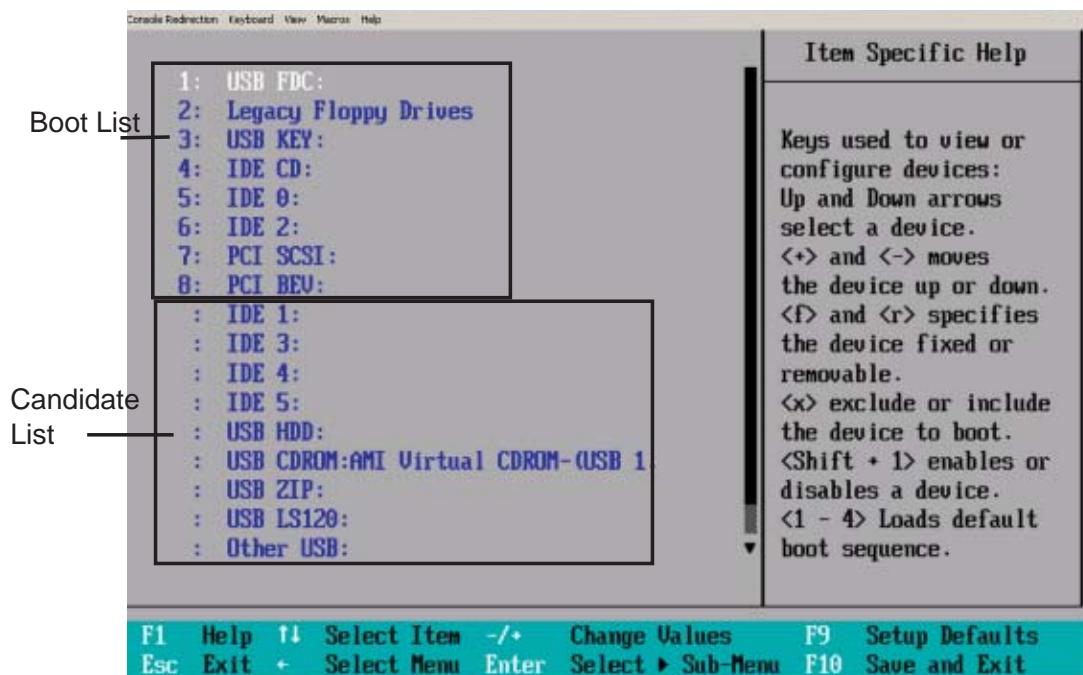 Console Redirection Keyboard View Macros Help
Item Specific Help
Boot List
1: USB FDC:
2: Legacy Floppy Drives
3: USB KEY:
4: IDE CD:
5: IDE 0:
6: IDE 2:
7: PCI SCSI:
8: PCI BEV:
Candidate
List
: IDE 1:
: IDE 3:
: IDE 4:
: IDE 5:
: USB HDD:
: USB CDROM:AMI Virtual CDROM-(USB 1
: USB ZIP:
: USB LS120:
: Other USB:
Keys used to view or
configure devices:
Up and Down arrows
select a device.
<+> and <-> moves
the device up or down.
<f> and <r> specifies
the device fixed or
removable.
<x> exclude or include
the device to boot.
<Shift + 1> enables or
disables a device.
<1 - 4> Loads default
boot sequence.
F1 Help ↑↓ Select Item -/+ Change Values F9 Setup Defaults
Esc Exit ← Select Menu Enter Select ▶ Sub-Menu F10 Save and Exit